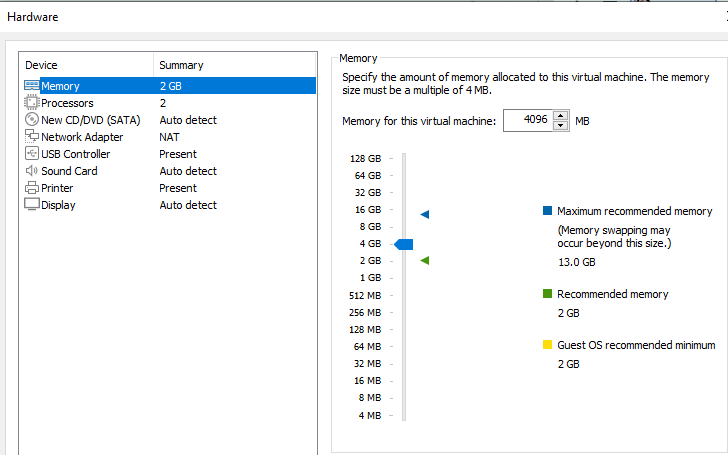 Hardware
Device Summary
Memory 2 GB
Processors 2
New CD/DVD (SATA) Auto detect
Network Adapter NAT
USB Controller Present
Sound Card Auto detect
Printer Present
Display Auto detect
Memory
Specify the amount of memory allocated to this virtual machine. The memory
size must be a multiple of 4 MB.
Memory for this virtual machine: 4096 MB
128 GB
64 GB
32 GB
16 GB
8 GB
4 GB
2 GB
1 GB
512 MB
256 MB
128 MB
64 MB
32 MB
16 MB
8 MB
4 MB
Maximum recommended memory
(Memory swapping may
occur beyond this size.)
13.0 GB
Recommended memory
2 GB
Guest OS recommended minimum
2 GB